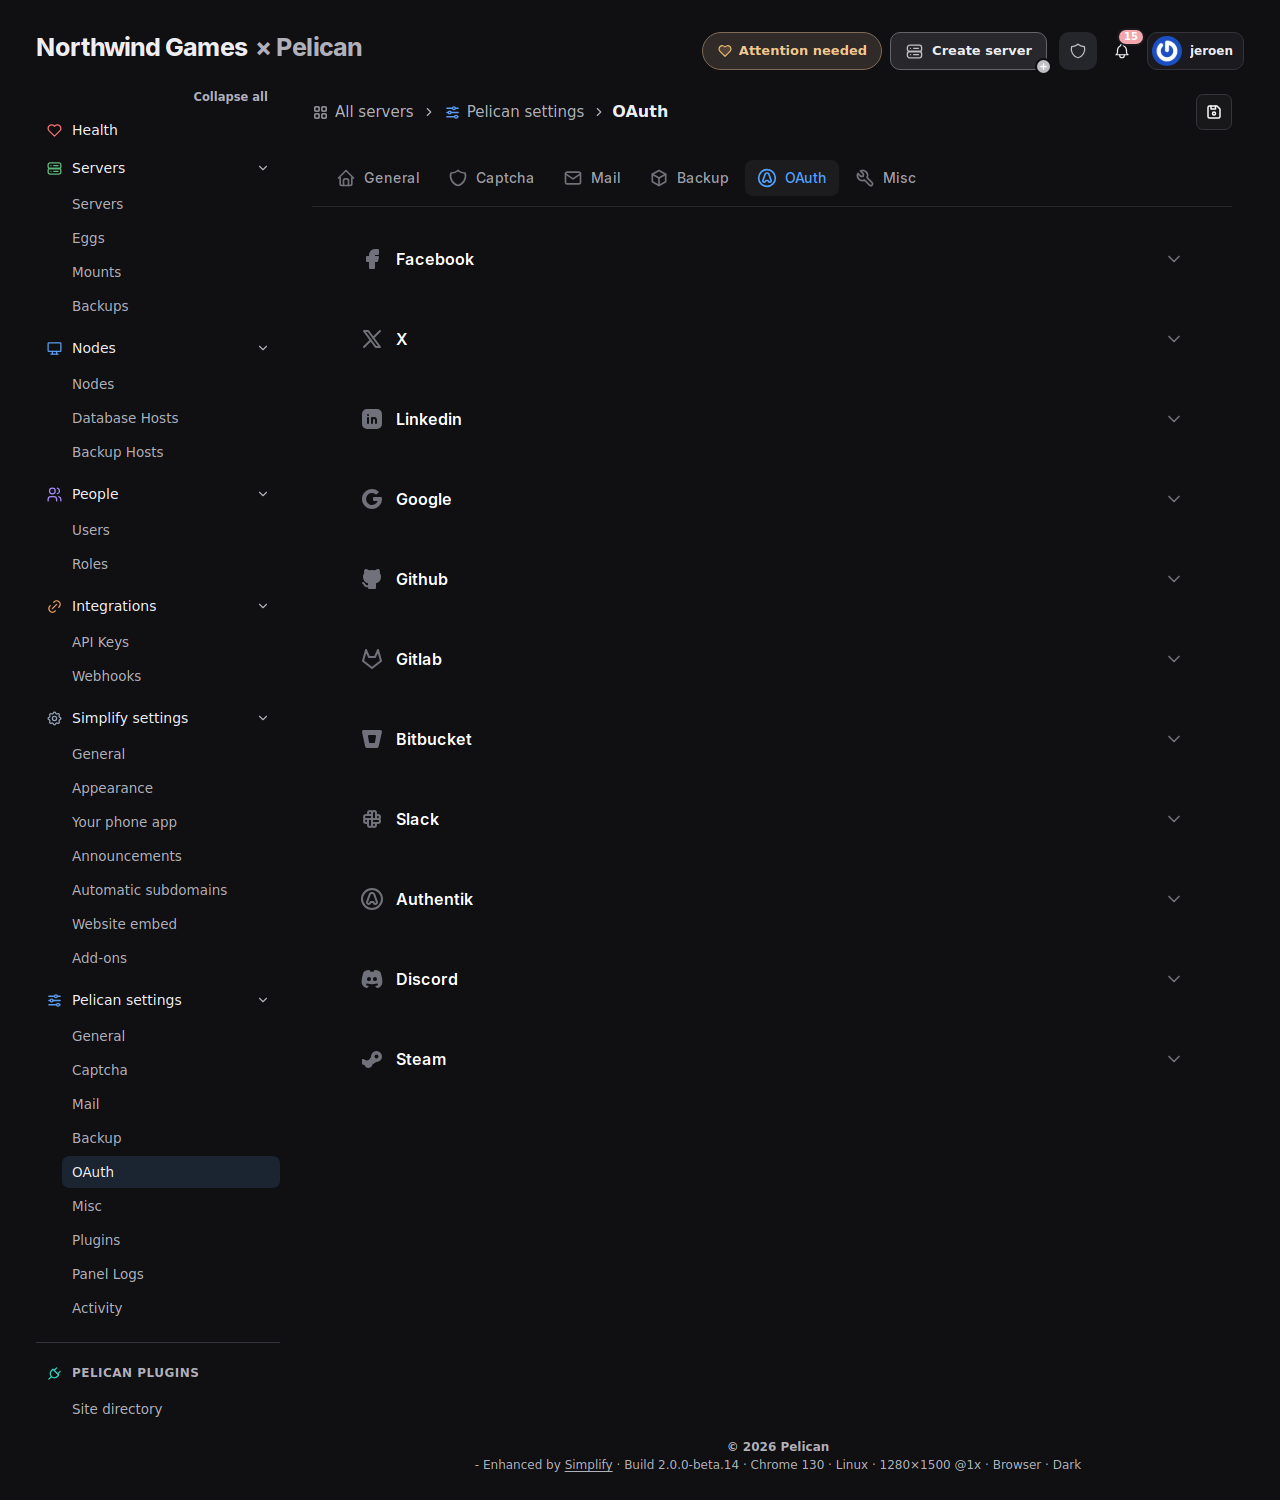 Northwind Games × Pelican
Attention needed
Create server
15
jeroen
Collapse all
Health
Servers
Servers
Eggs
Mounts
Backups
Nodes
Nodes
Database Hosts
Backup Hosts
People
Users
Roles
Integrations
API Keys
Webhooks
Simplify settings
General
Appearance
Your phone app
Announcements
Automatic subdomains
Website embed
Add-ons
Pelican settings
General
Captcha
Mail
Backup
OAuth
Misc
Plugins
Panel Logs
Activity
PELICAN PLUGINS
Site directory
All servers > Pelican settings > OAuth
General Captcha Mail Backup OAuth Misc
Facebook
X
Linkedin
Google
Github
Gitlab
Bitbucket
Slack
Authentik
Discord
Steam
© 2026 Pelican
- Enhanced by Simplify · Build 2.0.0-beta.14 · Chrome 130 · Linux · 1280×1500 @1x · Browser · Dark